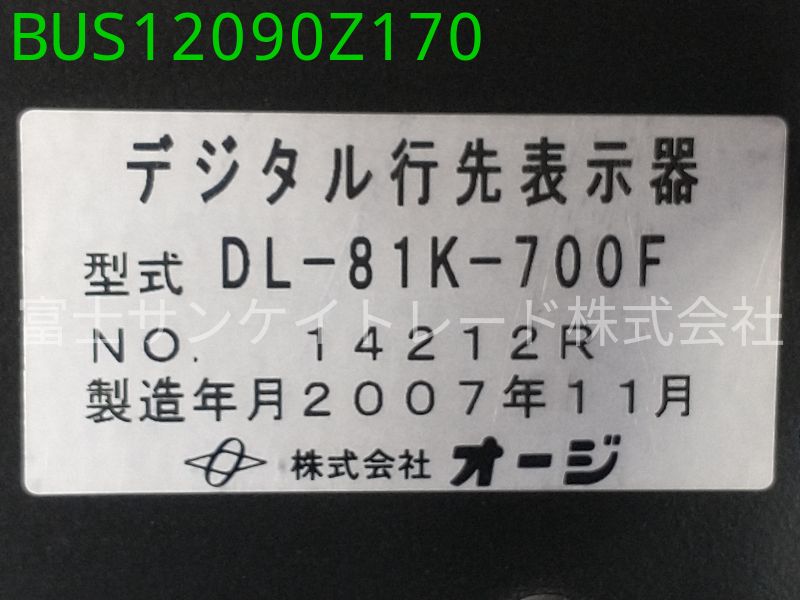 BUS12090Z170
デジタル行先表示器
型式 DL-81K-700F
富士サンケイトレード株式会社
NO. 14212R
製造年月2007年11月
株式会社 オージ